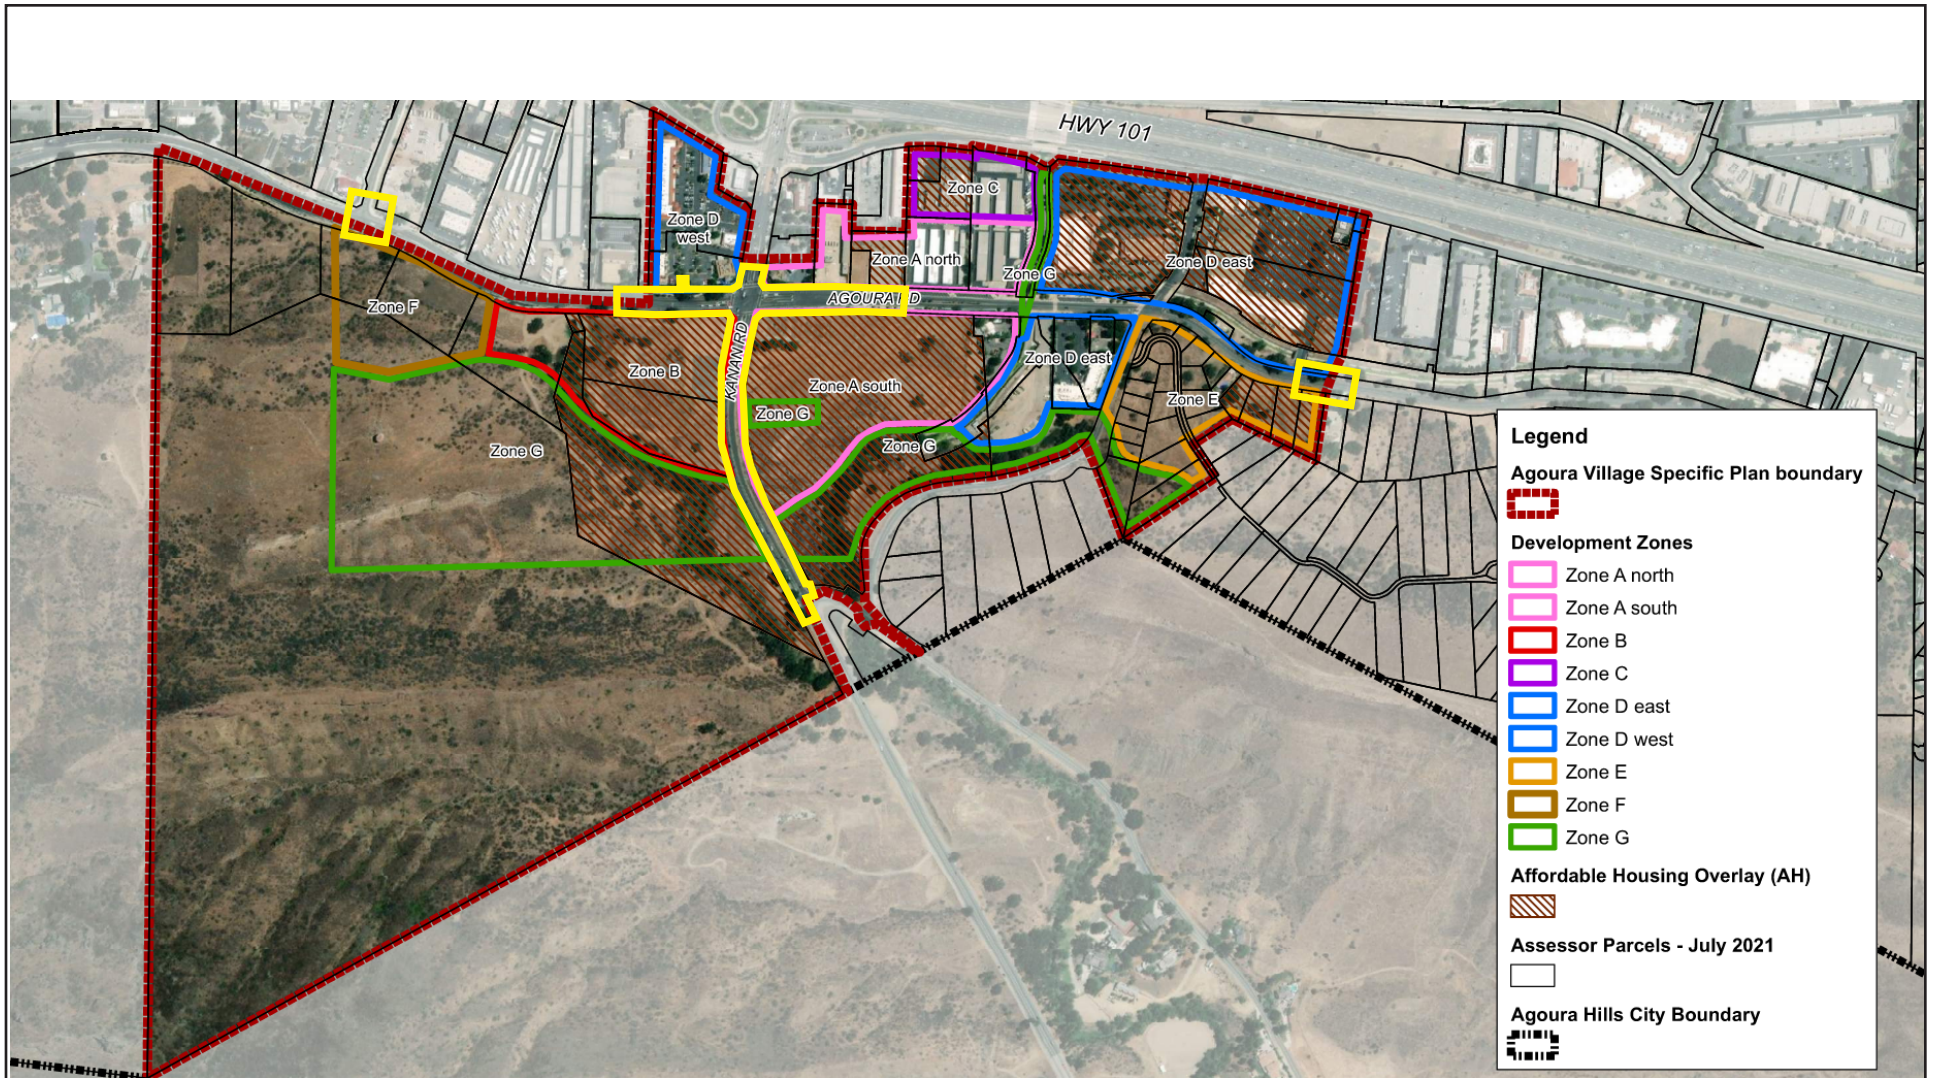 HWY 101
Zone C
Zone D
west
Zone A north
Zone G
Zone D east
AGOURA RD
Zone F
KANAN RD
Zone B
Zone A south
Zone D east
Zone E
Zone G
Zone G
Zone G
Legend
Agoura Village Specific Plan boundary
Development Zones
Zone A north
Zone A south
Zone B
Zone C
Zone D east
Zone D west
Zone E
Zone F
Zone G
Affordable Housing Overlay (AH)
Assessor Parcels - July 2021
Agoura Hills City Boundary